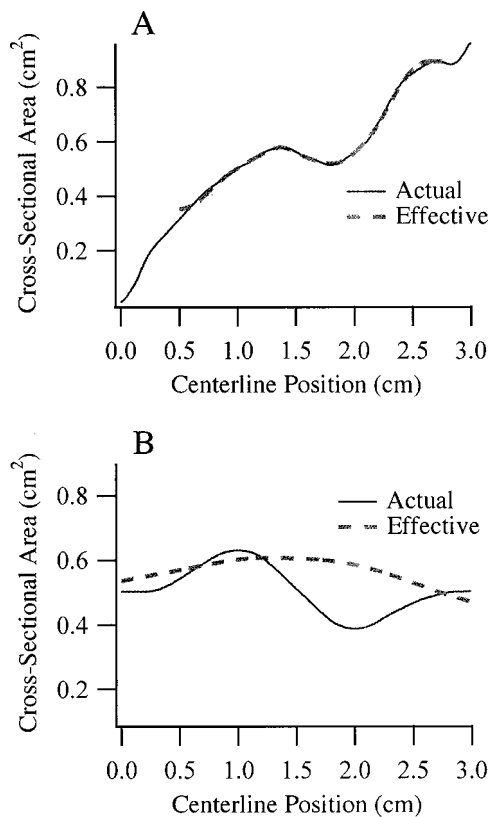 A
Cross-Sectional Area (cm2)
0.8
0.6
0.4
0.2
Actual
Effective
0.0 0.5 1.0 1.5 2.0 2.5 3.0
Centerline Position (cm)
B
Cross-Sectional Area (cm2)
0.8
0.6
0.4
0.2
Actual
Effective
0.0 0.5 1.0 1.5 2.0 2.5 3.0
Centerline Position (cm)